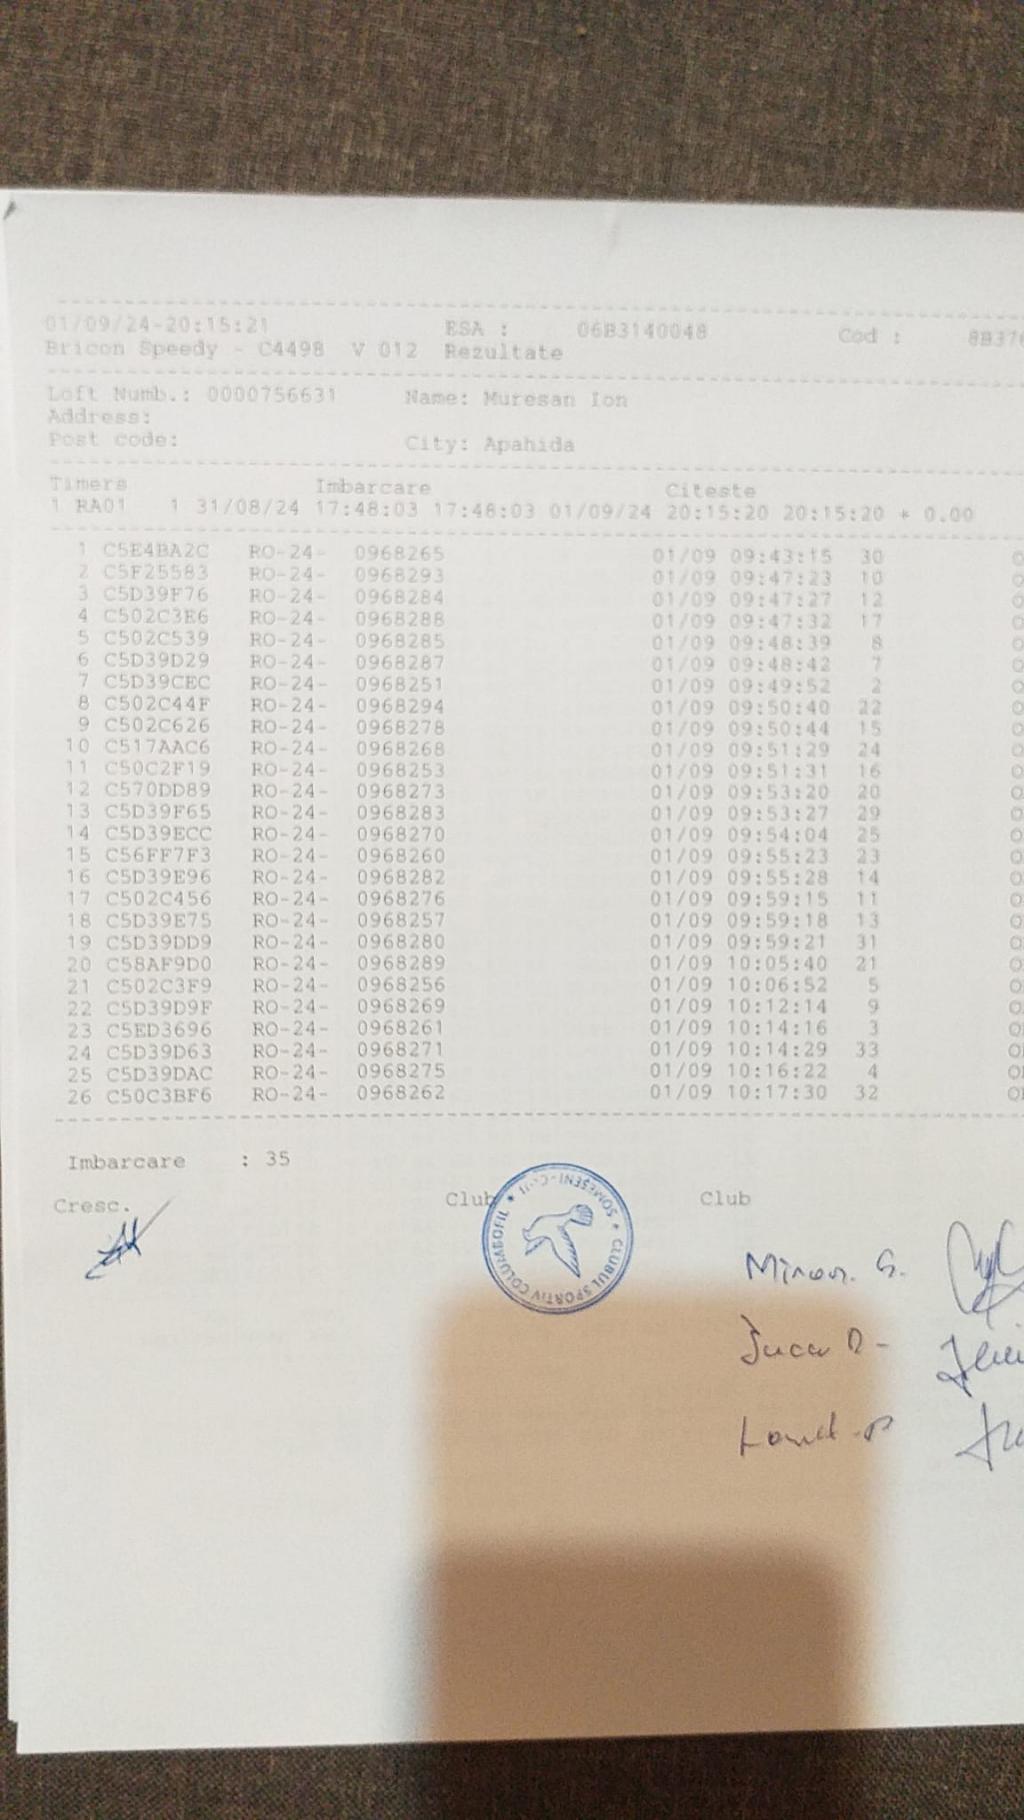 01/09/24-20:15:21 ESA : 06B3140048 Cod : 8B37
Bricon Speedy - C4498 V 012 Rezultate
Loft Numb.: 0000756631 Name: Muresan Ion
Address:
Post code: City: Apahida
Timers Imbarcare Citeste
1 RA01 1 31/08/24 17:48:03 17:48:03 01/09/24 20:15:20 20:15:20 * 0.00
1 C5E4BA2C RO-24- 0968265 01/09 09:43:15 30
2 C5F25583 RO-24- 0968293 01/09 09:47:23 10
3 C5D39F76 RO-24- 0968284 01/09 09:47:27 12
4 C502C3E6 RO-24- 0968288 01/09 09:47:32 17
5 C502C539 RO-24- 0968285 01/09 09:48:39 8
6 C5D39D29 RO-24- 0968287 01/09 09:48:42 7
7 C5D39CEC RO-24- 0968251 01/09 09:49:52 2
8 C502C44F RO-24- 0968294 01/09 09:50:40 22
9 C502C626 RO-24- 0968278 01/09 09:50:44 15
10 C517AAC6 RO-24- 0968268 01/09 09:51:29 24
11 C50C2F19 RO-24- 0968253 01/09 09:51:31 16
12 C570DD89 RO-24- 0968273 01/09 09:53:20 20
13 C5D39F65 RO-24- 0968283 01/09 09:53:27 29
14 C5D39ECC RO-24- 0968270 01/09 09:54:04 25
15 C56FF7F3 RO-24- 0968260 01/09 09:55:23 23
16 C5D39E96 RO-24- 0968282 01/09 09:55:28 14
17 C502C456 RO-24- 0968276 01/09 09:59:15 11
18 C5D39E75 RO-24- 0968257 01/09 09:59:18 13
19 C5D39DD9 RO-24- 0968280 01/09 09:59:21 31
20 C58AF9D0 RO-24- 0968289 01/09 10:05:40 21
21 C502C3F9 RO-24- 0968256 01/09 10:06:52 5
22 C5D39D9F RO-24- 0968269 01/09 10:12:14 9
23 C5ED3696 RO-24- 0968261 01/09 10:14:16 3
24 C5D39D63 RO-24- 0968271 01/09 10:14:29 33
25 C5D39DAC RO-24- 0968275 01/09 10:16:22 4
26 C50C3BF6 RO-24- 0968262 01/09 10:17:30 32
Imbarcare : 35
Cresc. Club Club
CLUBUL SPORTIV COLUMBOFIL * SOMEȘENI-CLUJ *